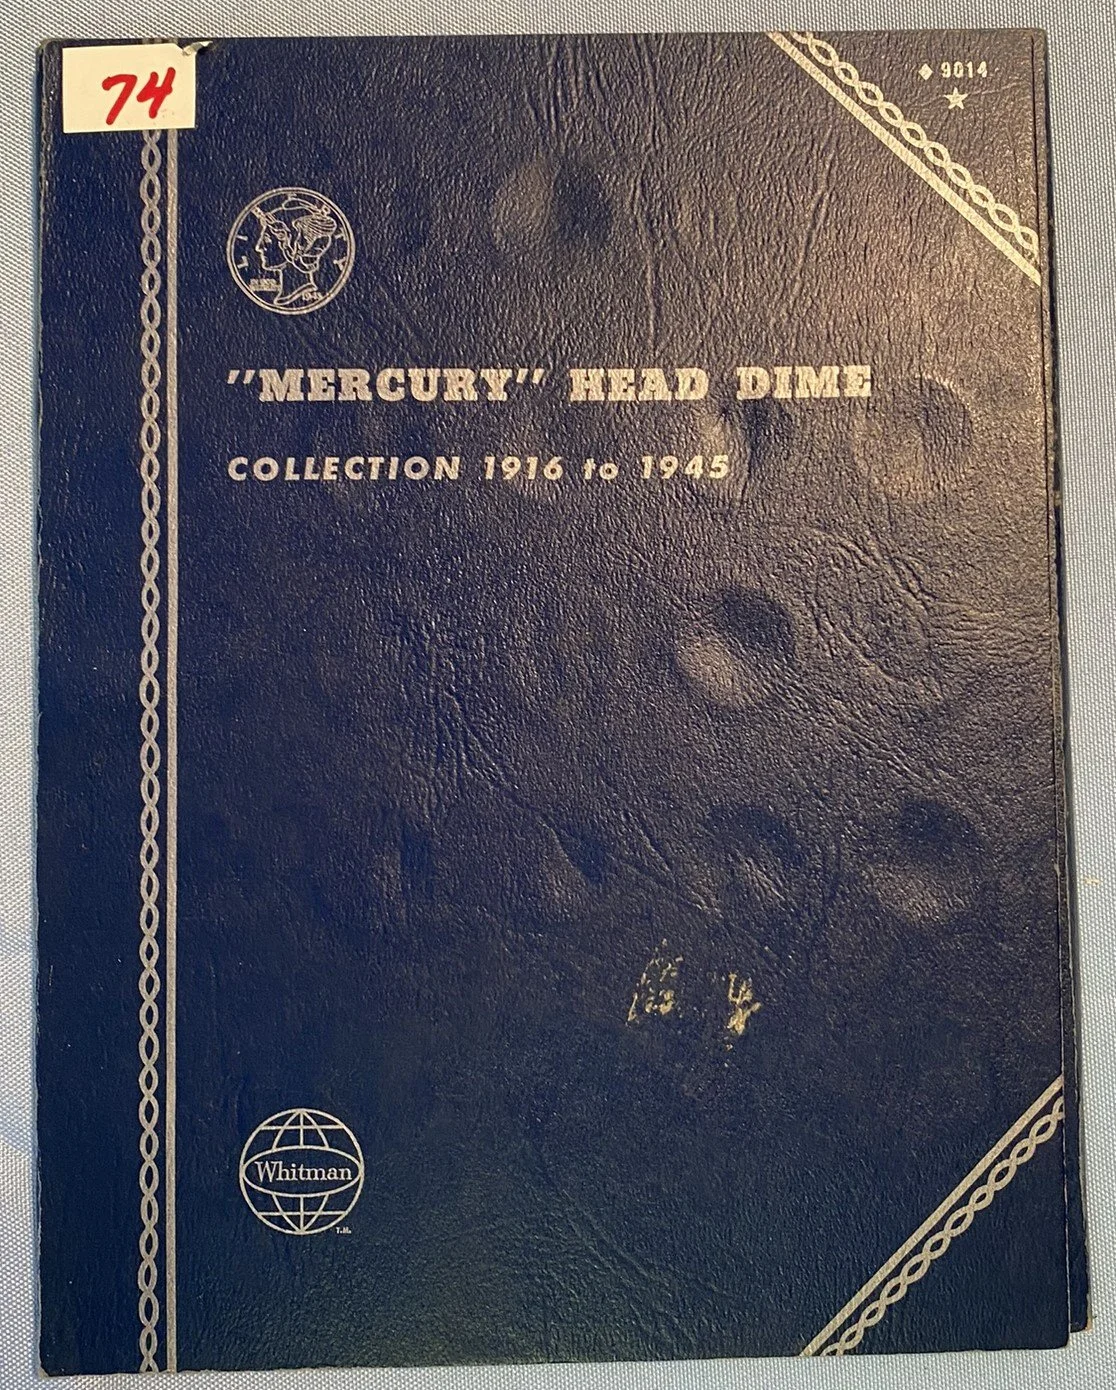 74
◆ 9014
★
"MERCURY" HEAD DIME
COLLECTION 1916 to 1945
Whitman
T.M.